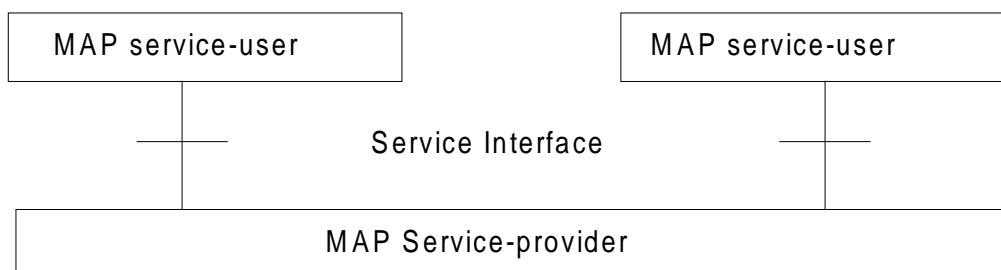 MAP service-user
MAP service-user
Service Interface
MAP Service-provider